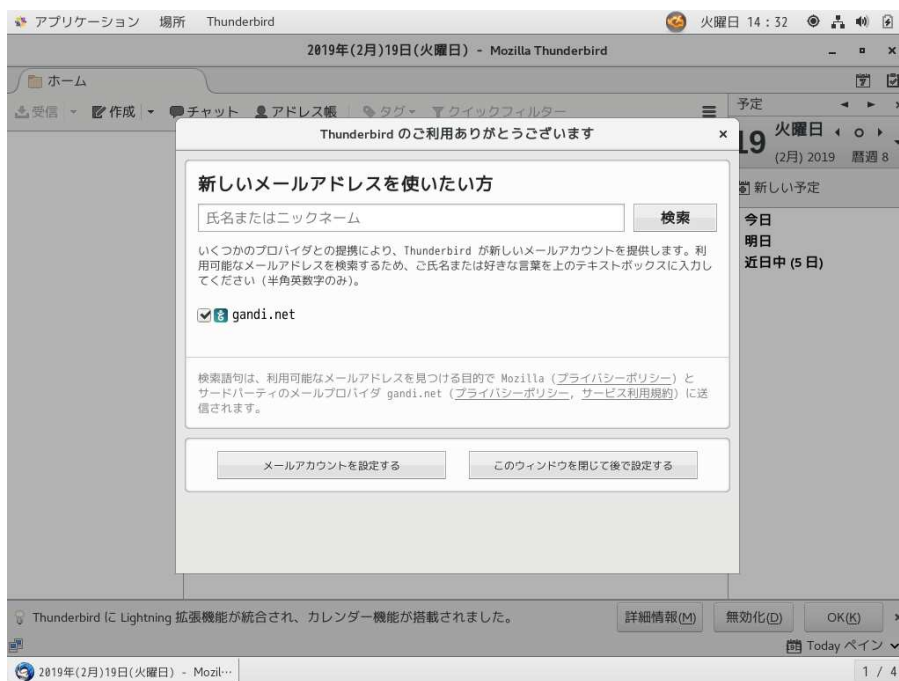 アプリケーション 場所 Thunderbird 火曜日 14：32
2019年(2月)19日(火曜日) - Mozilla Thunderbird
ホーム
受信 作成 チャット アドレス帳 タグ クイックフィルター
予定
Thunderbird のご利用ありがとうございます
19 火曜日
(2月) 2019 暦週 8
新しい予定
今日
明日
近日中 (5 日)
新しいメールアドレスを使いたい方
氏名またはニックネーム 検索
いくつかのプロバイダとの提携により、Thunderbird が新しいメールアカウントを提供します。利
用可能なメールアドレスを検索するため、ご氏名または好きな言葉を上のテキストボックスに入力し
てください (半角英数字のみ)。
gandi.net
検索語句は、利用可能なメールアドレスを見つける目的で Mozilla (プライバシーポリシー) と
サードパーティのメールプロバイダ gandi.net (プライバシーポリシー, サービス利用規約) に送
信されます。
メールアカウントを設定する このウィンドウを閉じて後で設定する
Thunderbird に Lightning 拡張機能が統合され、カレンダー機能が搭載されました。 詳細情報(M) 無効化(D) OK(K)
Today ペイン
2019年(2月)19日(火曜日) - Mozil… 1 / 4